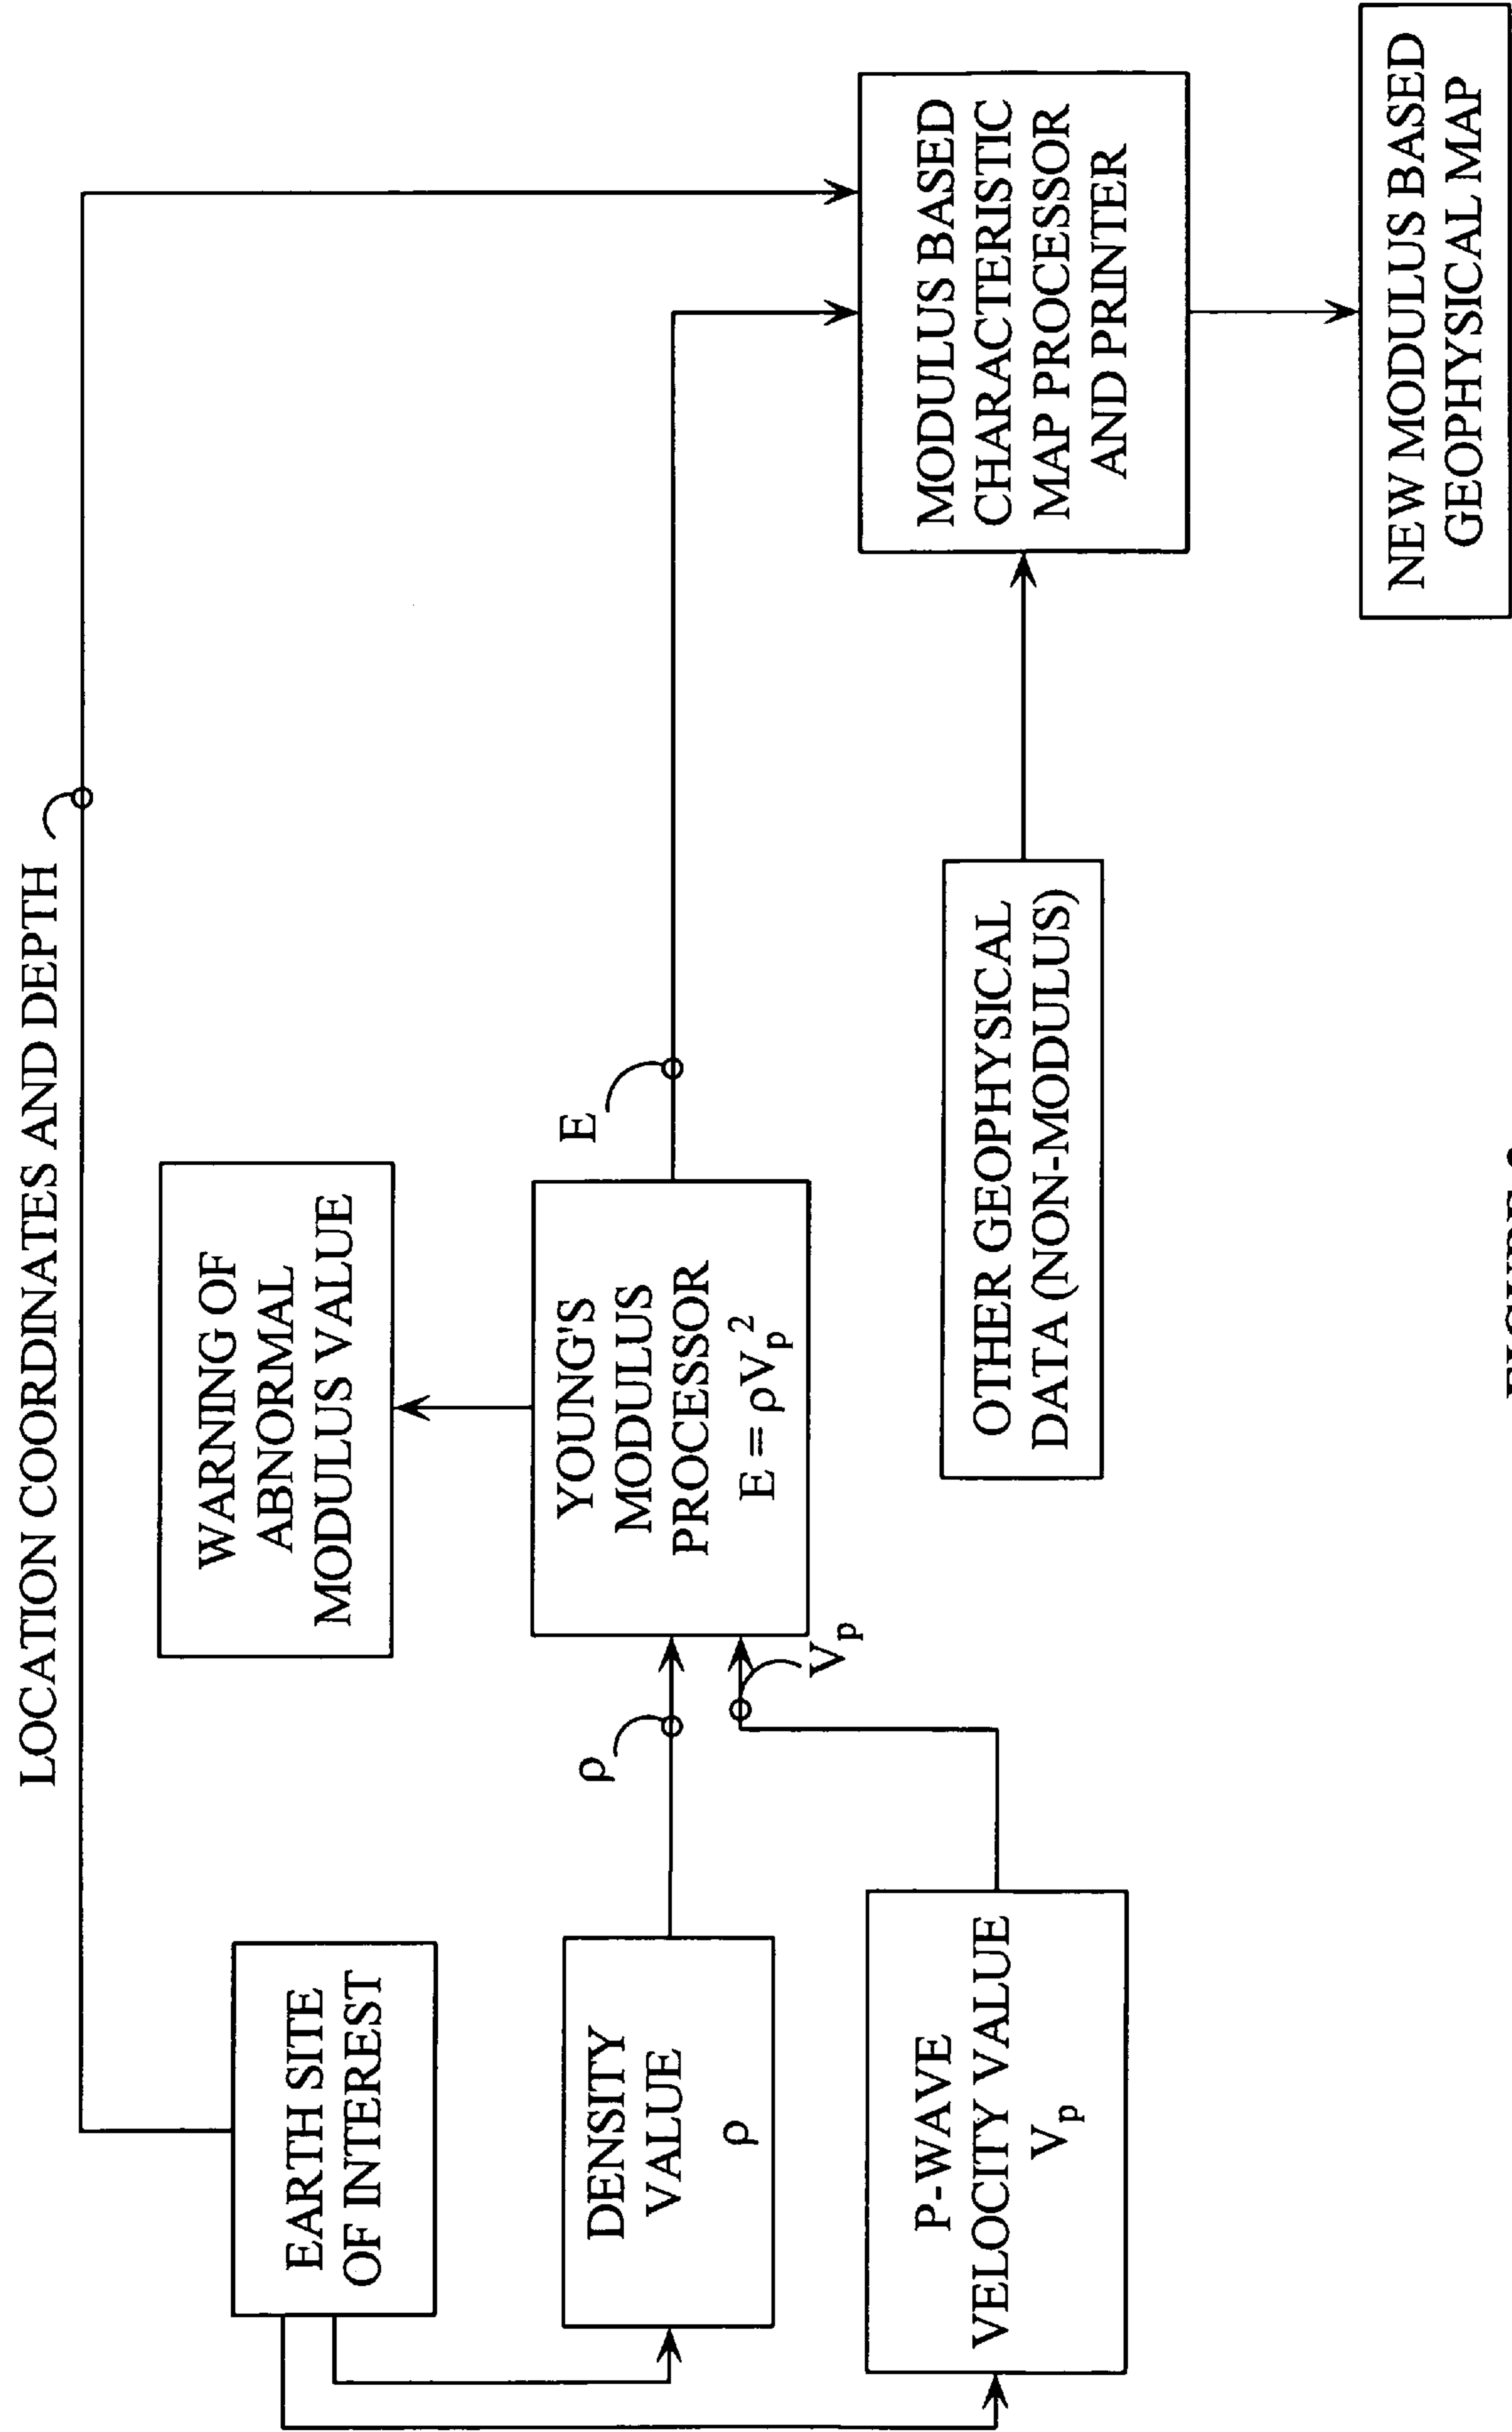 LOCATION COORDINATES AND DEPTH
EARTH SITE
OF INTEREST
WARNING OF
ABNORMAL
MODULUS VALUE
DENSITY
VALUE
ρ
ρ
YOUNG'S
MODULUS
PROCESSOR
E = ρVp²
E
P-WAVE
VELOCITY VALUE
Vp
Vp
OTHER GEOPHYSICAL
DATA (NON-MODULUS)
MODULUS BASED
CHARACTERISTIC
MAP PROCESSOR
AND PRINTER
NEW MODULUS BASED
GEOPHYSICAL MAP